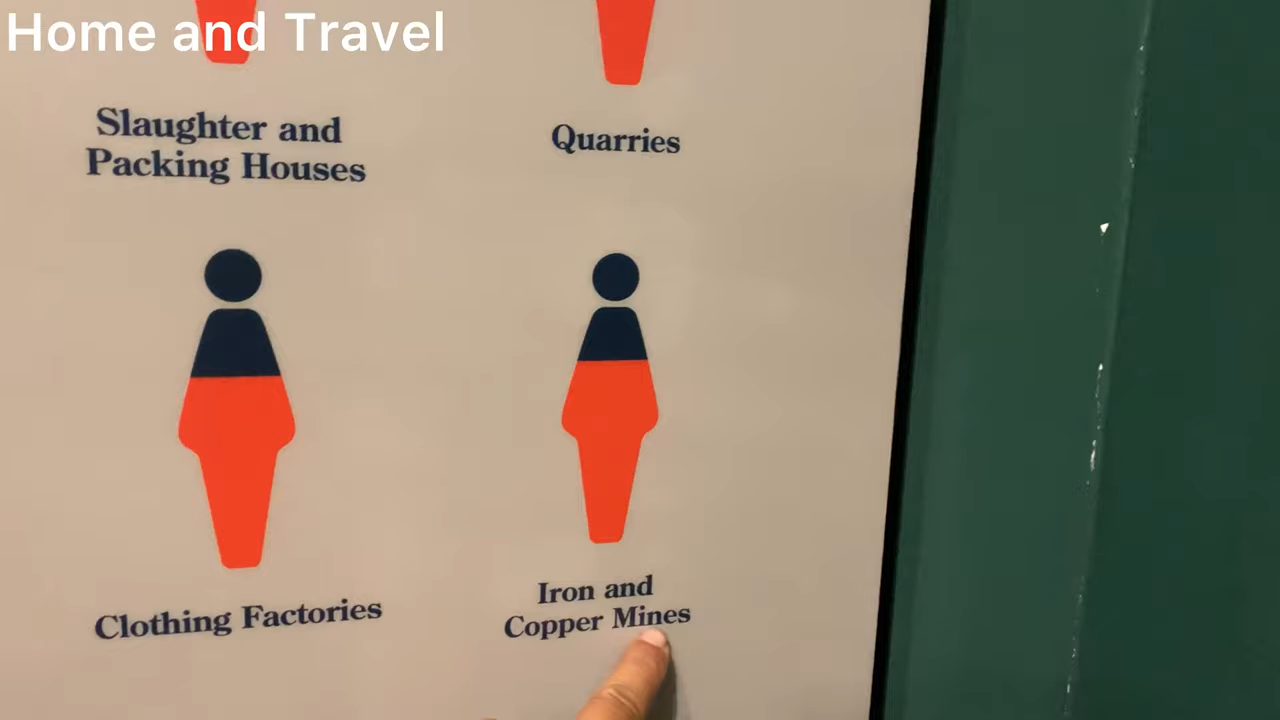 Home and Travel
Slaughter and
Packing Houses
Quarries
Clothing Factories
Iron and
Copper Mines